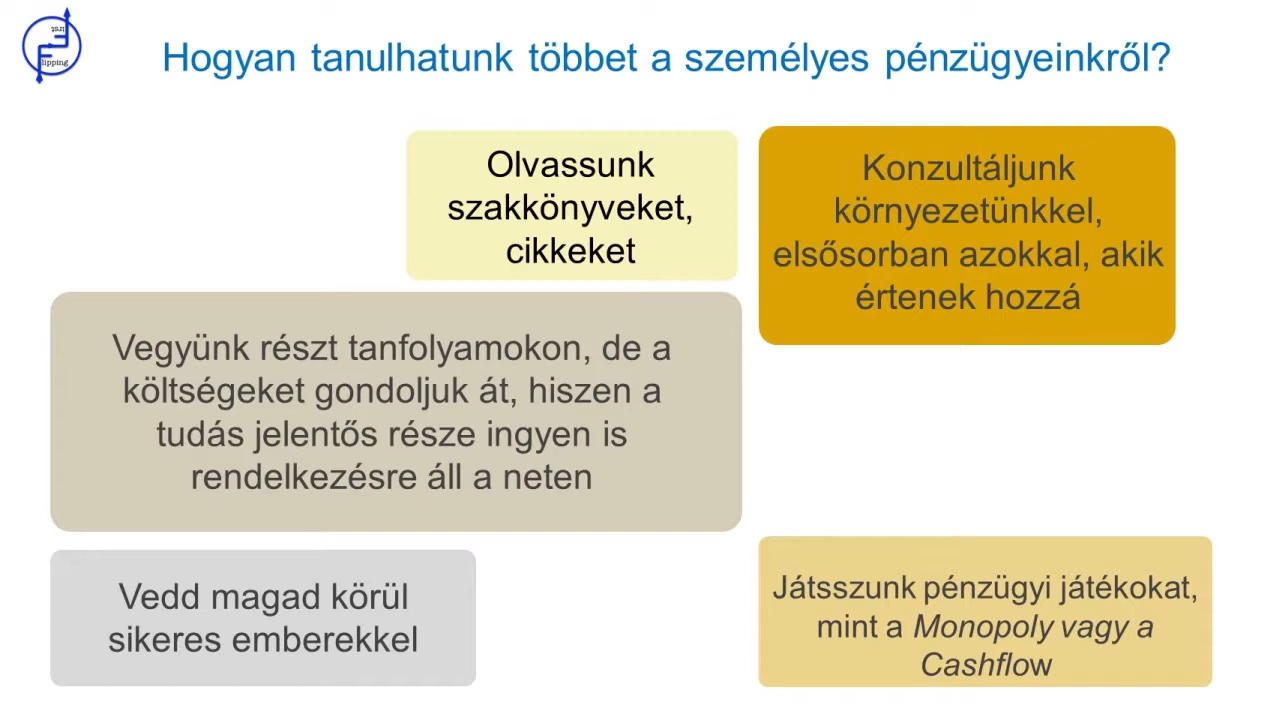 Hogyan tanulhatunk többet a személyes pénzügyeinkről?
Olvassunk
szakkönyveket,
cikkeket
Konzultáljunk
környezetünkkel,
elsősorban azokkal, akik
értenek hozzá
Vegyünk részt tanfolyamokon, de a
költségeket gondoljuk át, hiszen a
tudás jelentős része ingyen is
rendelkezésre áll a neten
Vedd magad körül
sikeres emberekkel
Játsszunk pénzügyi játékokat,
mint a Monopoly vagy a
Cashflow